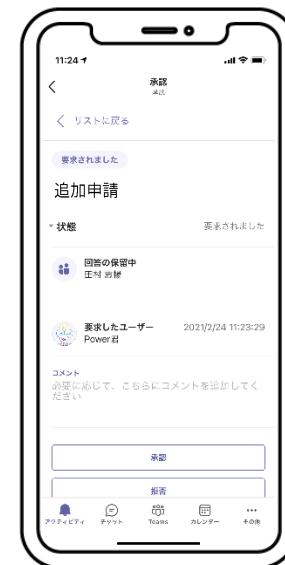 11:24
承認
承認
リストに戻る
要求されました
追加申請
状態
要求されました
回答の保留中
要求したユーザー
2021/2/24 11:23:29
Power君
コメント
必要に応じて、こちらにコメントを追加してく
ださい
承認
拒否
アクティビティ
チャット
Teams
カレンダー
その他